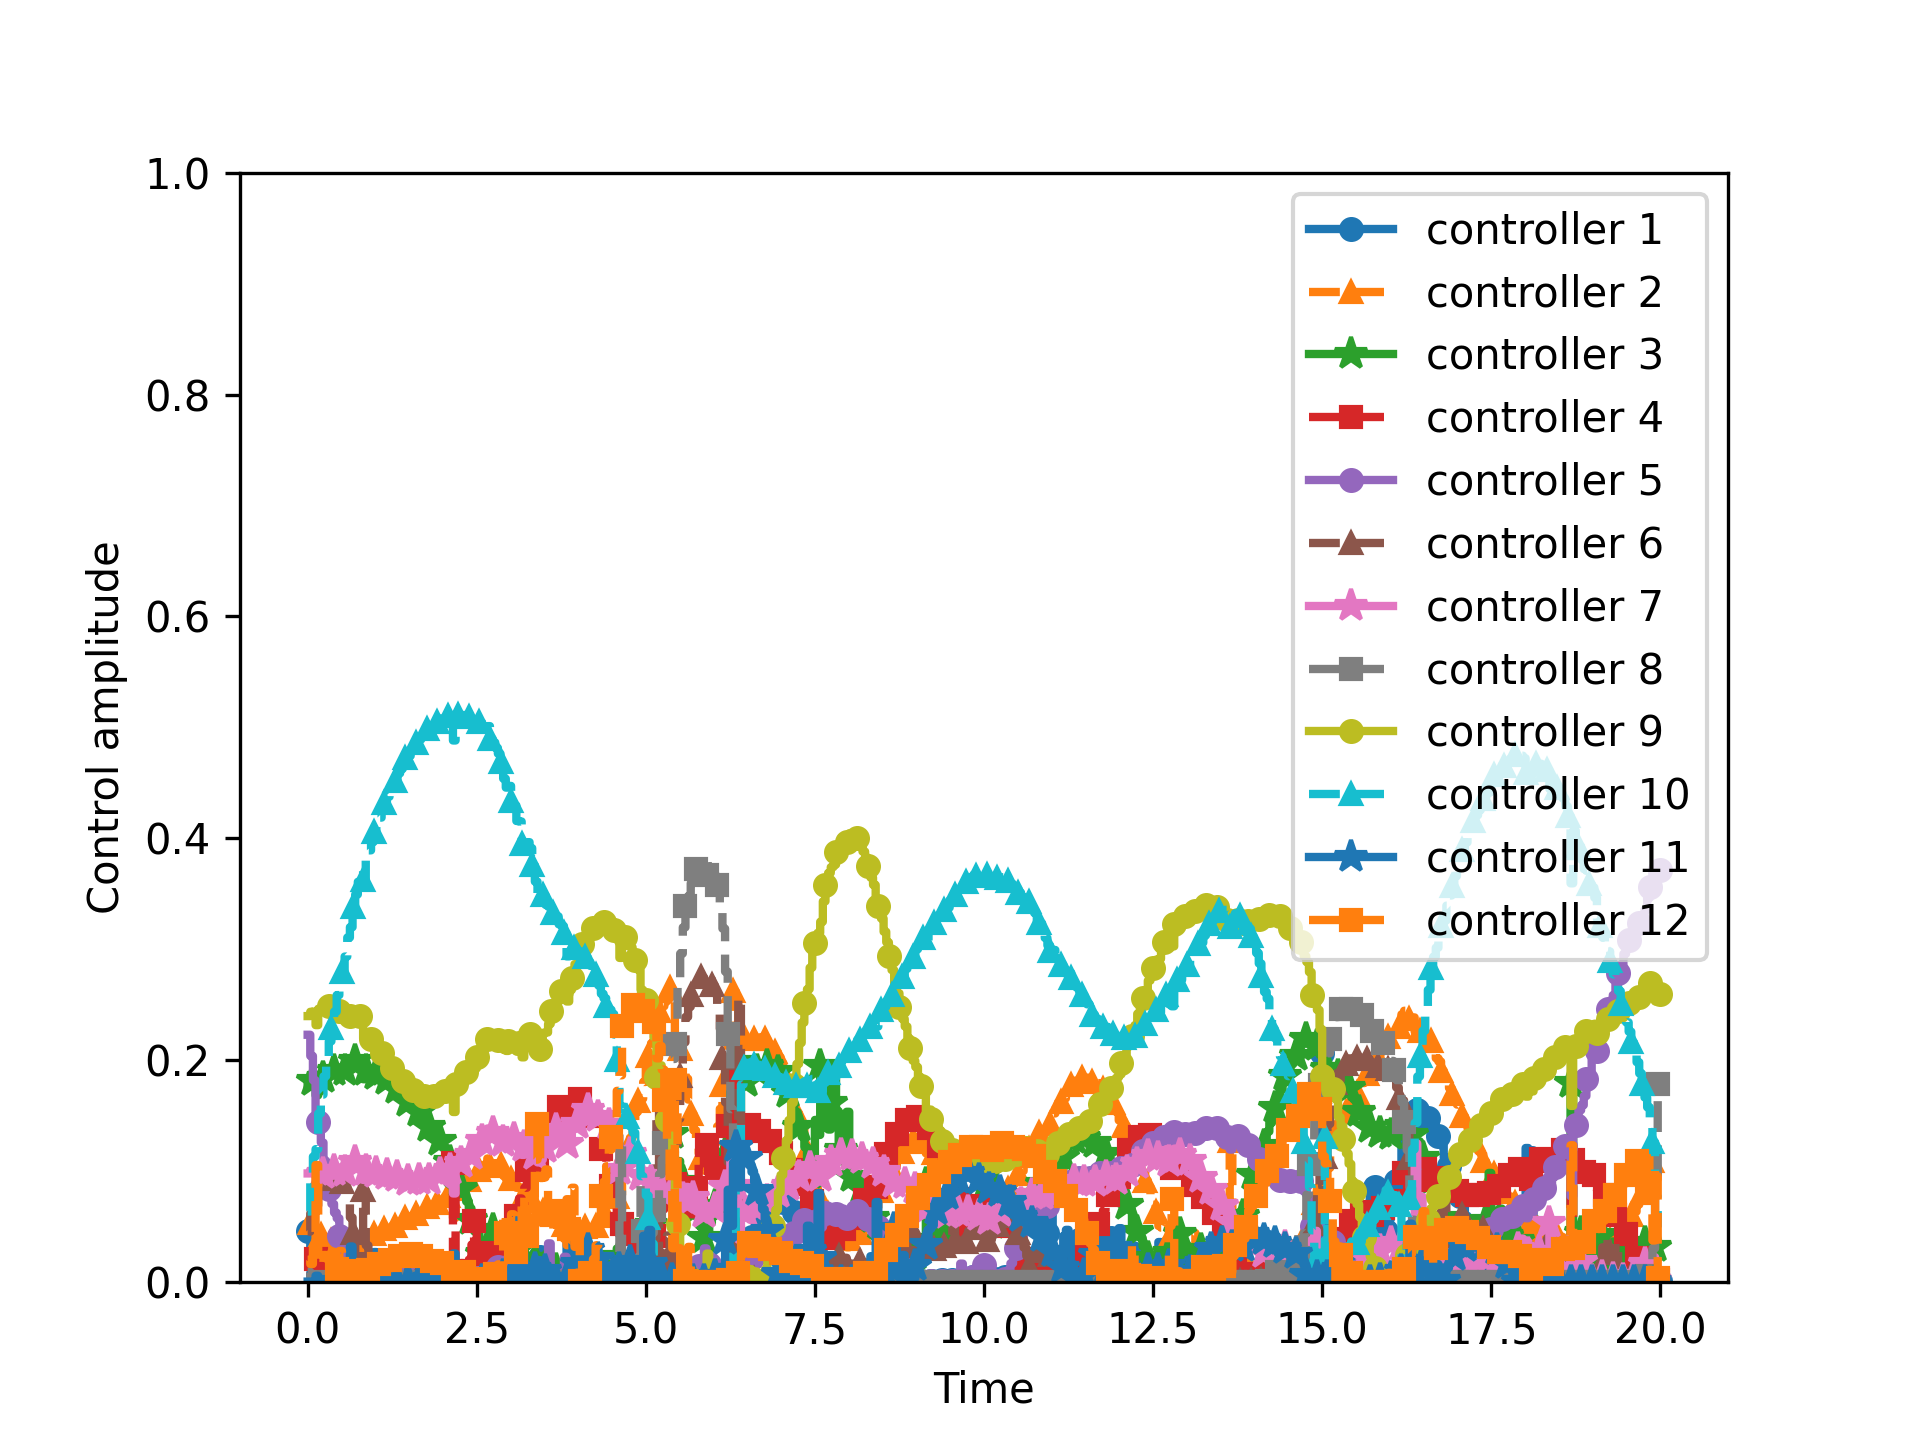 1.0
0.8
0.6
0.4
0.2
0.0
Control amplitude
0.0 2.5 5.0 7.5 10.0 12.5 15.0 17.5 20.0
Time
controller 1
controller 2
controller 3
controller 4
controller 5
controller 6
controller 7
controller 8
controller 9
controller 10
controller 11
controller 12